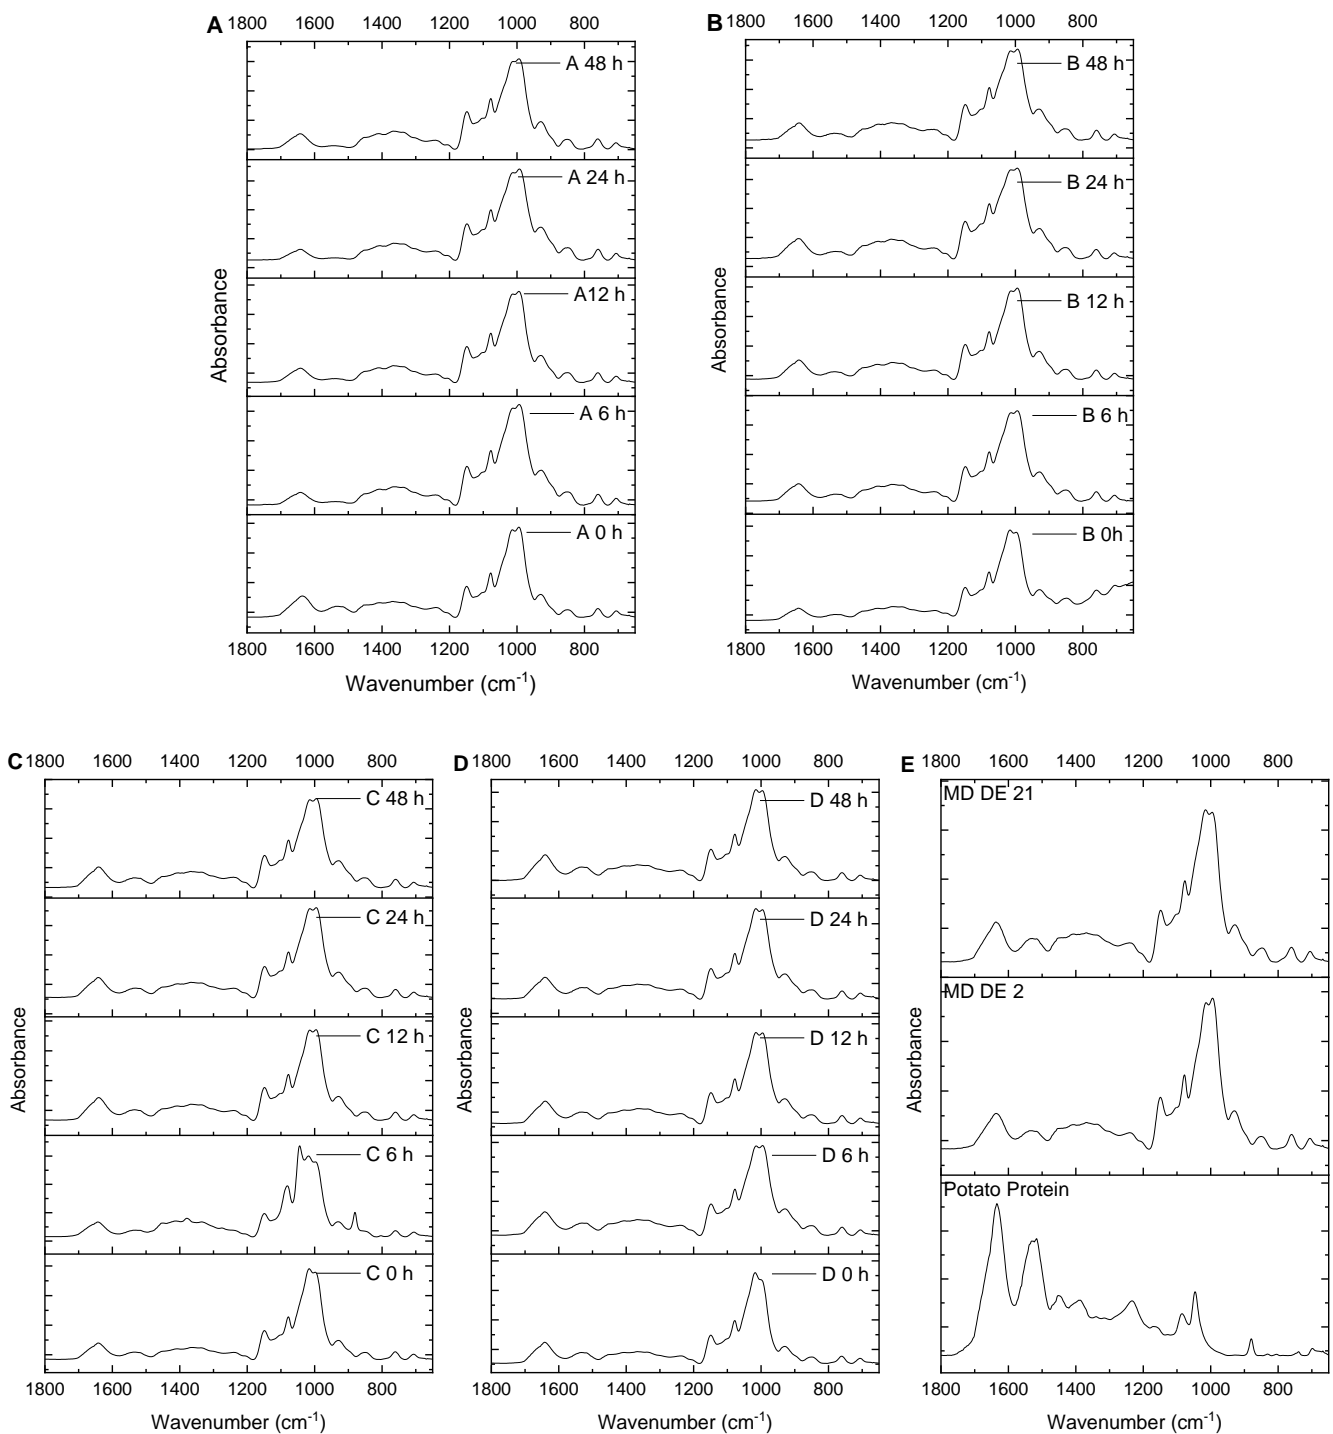 A 1800 1600 1400 1200 1000 800
A 48 h
A 24 h
A12 h
A 6 h
A 0 h
Absorbance
1800 1600 1400 1200 1000 800
Wavenumber (cm-1)
B 1800 1600 1400 1200 1000 800
B 48 h
B 24 h
B 12 h
B 6 h
B 0h
Absorbance
1800 1600 1400 1200 1000 800
Wavenumber (cm-1)
C 1800 1600 1400 1200 1000 800
C 48 h
C 24 h
C 12 h
C 6 h
C 0 h
Absorbance
1800 1600 1400 1200 1000 800
Wavenumber (cm-1)
D 1800 1600 1400 1200 1000 800
D 48 h
D 24 h
D 12 h
D 6 h
D 0 h
Absorbance
1800 1600 1400 1200 1000 800
Wavenumber (cm-1)
E 1800 1600 1400 1200 1000 800
MD DE 21
MD DE 2
Potato Protein
Absorbance
1800 1600 1400 1200 1000 800
Wavenumber (cm-1)